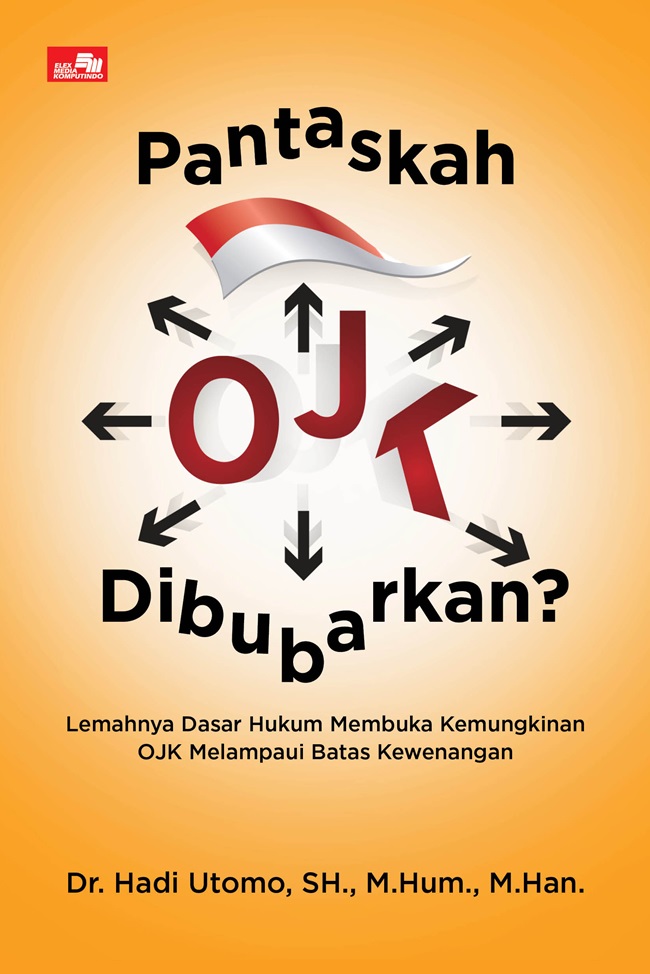 ELEX
MEDIA
KOMPUTINDO
Pantaskah
OJK
Dibubarkan?
Lemahnya Dasar Hukum Membuka Kemungkinan
OJK Melampaui Batas Kewenangan
Dr. Hadi Utomo, SH., M.Hum., M.Han.